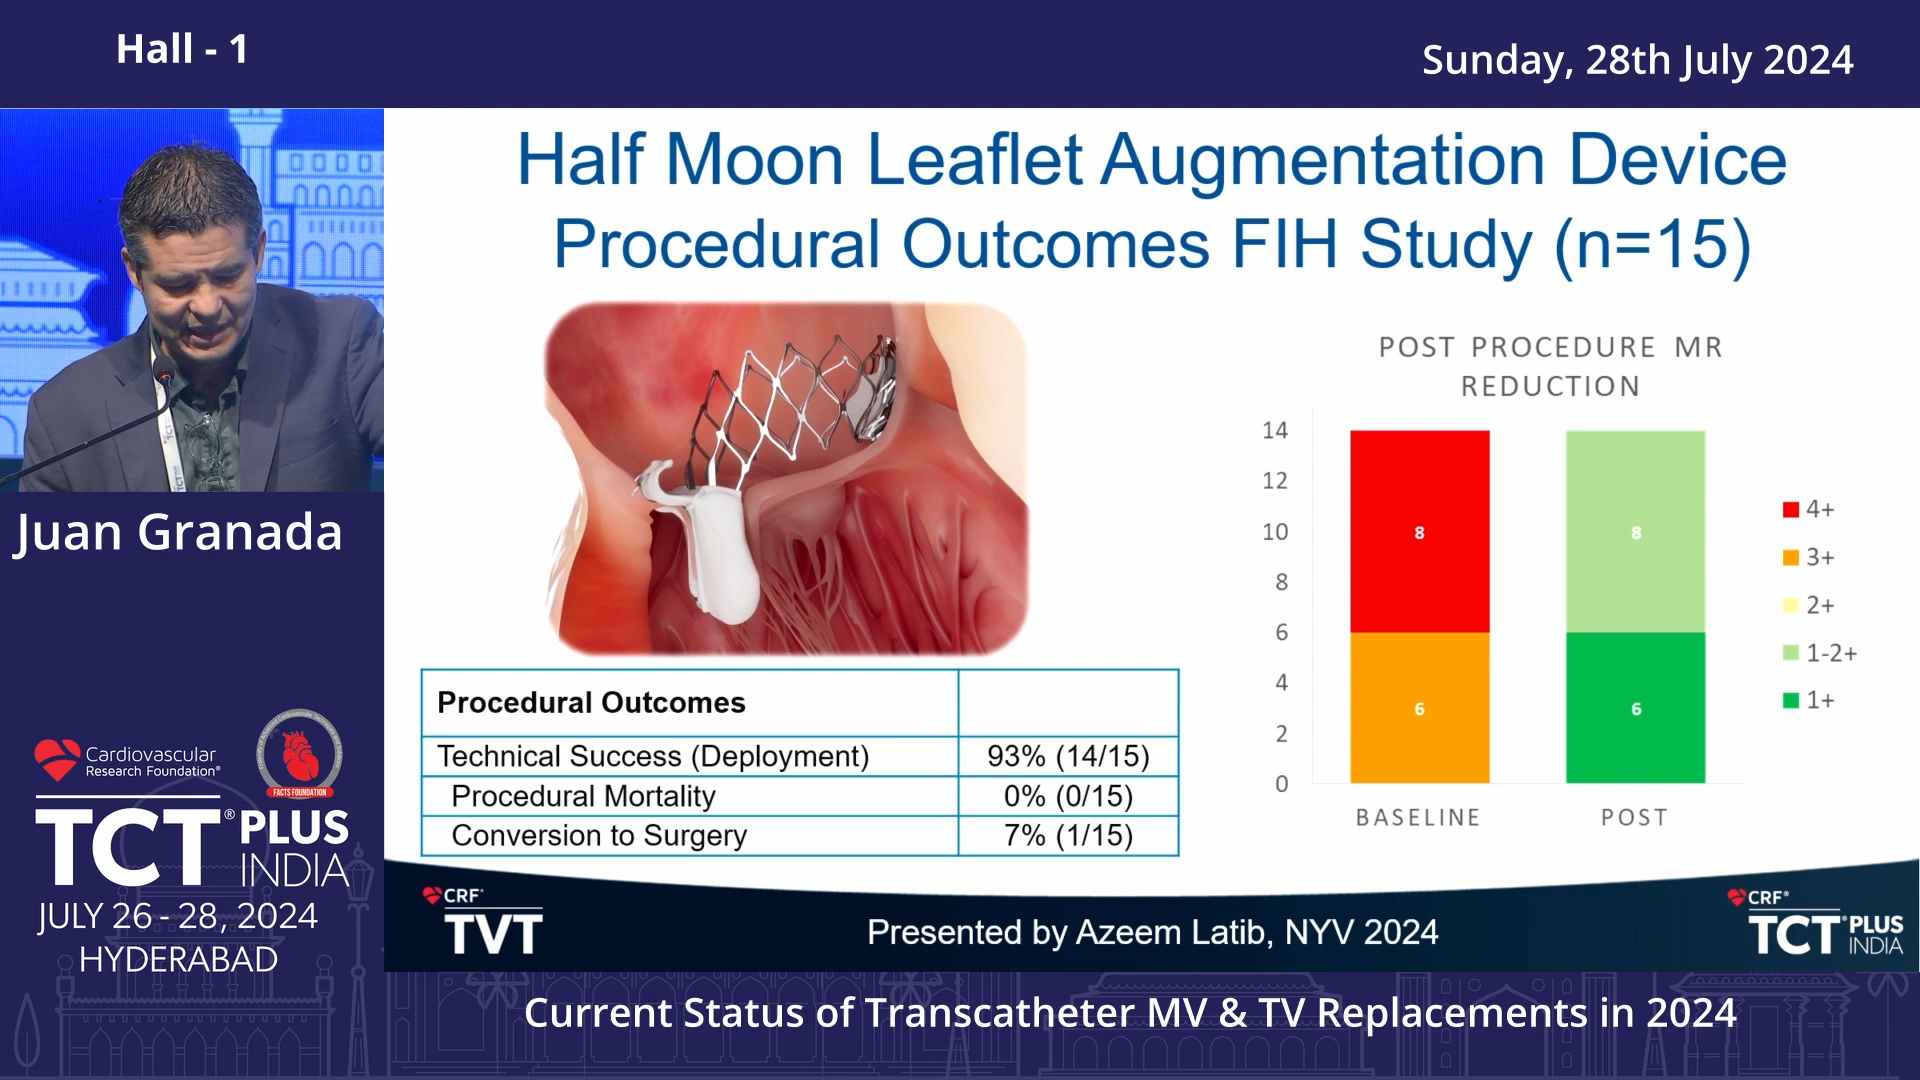 Hall - 1
Sunday, 28th July 2024
Half Moon Leaflet Augmentation Device
Procedural Outcomes FIH Study (n=15)
Juan Granada
POST PROCEDURE MR
REDUCTION
14
12
10
8
6
4
2
0
8
6
8
6
BASELINE
POST
4+
3+
2+
1-2+
1+
Procedural Outcomes
Technical Success (Deployment) 93% (14/15)
Procedural Mortality 0% (0/15)
Conversion to Surgery 7% (1/15)
Cardiovascular
Research Foundation®
FACTS FOUNDATION
TCT® PLUS
INDIA
JULY 26 - 28, 2024
HYDERABAD
CRF®
TVT
Presented by Azeem Latib, NYV 2024
CRF®
TCT® PLUS
INDIA
Current Status of Transcatheter MV & TV Replacements in 2024